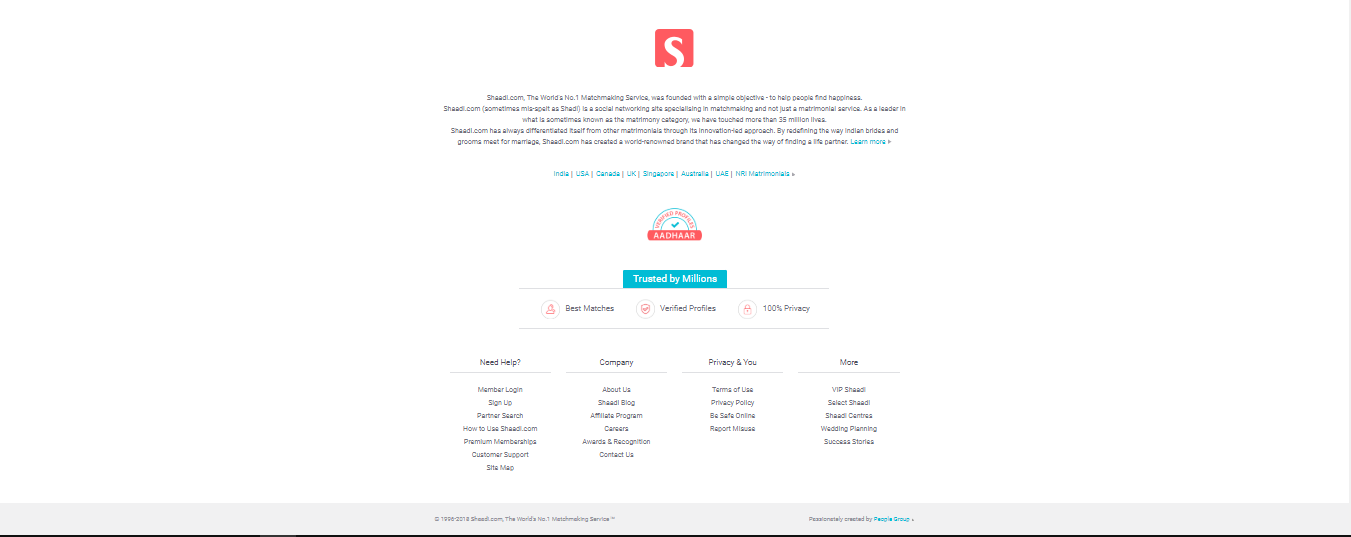 S
Shaadi.com, The World's No.1 Matchmaking Service, was founded with a simple objective - to help people find happiness.
Shaadi.com (sometimes mis-spelt as Shadi) is a social networking site specialising in matchmaking and not just a matrimonial service. As a leader in
what is sometimes known as the matrimony category, we have touched more than 35 million lives.
Shaadi.com has always differentiated itself from other matrimonials through its innovation-led approach. By redefining the way Indian brides and
grooms meet for marriage, Shaadi.com has created a world-renowned brand that has changed the way of finding a life partner. Learn more »
India | USA | Canada | UK | Singapore | Australia | UAE | NRI Matrimonials »
VERIFIED PROFILES
AADHAAR
Trusted by Millions
Best Matches Verified Profiles 100% Privacy
Need Help? Company Privacy & You More
Member Login About Us Terms of Use VIP Shaadi
Sign Up Shaadi Blog Privacy Policy Select Shaadi
Partner Search Affiliate Program Be Safe Online Shaadi Centres
How to Use Shaadi.com Careers Report Misuse Wedding Planning
Premium Memberships Awards & Recognition Success Stories
Customer Support Contact Us
Site Map
© 1996-2018 Shaadi.com, The World's No.1 Matchmaking Service™ Passionately created by People Group »